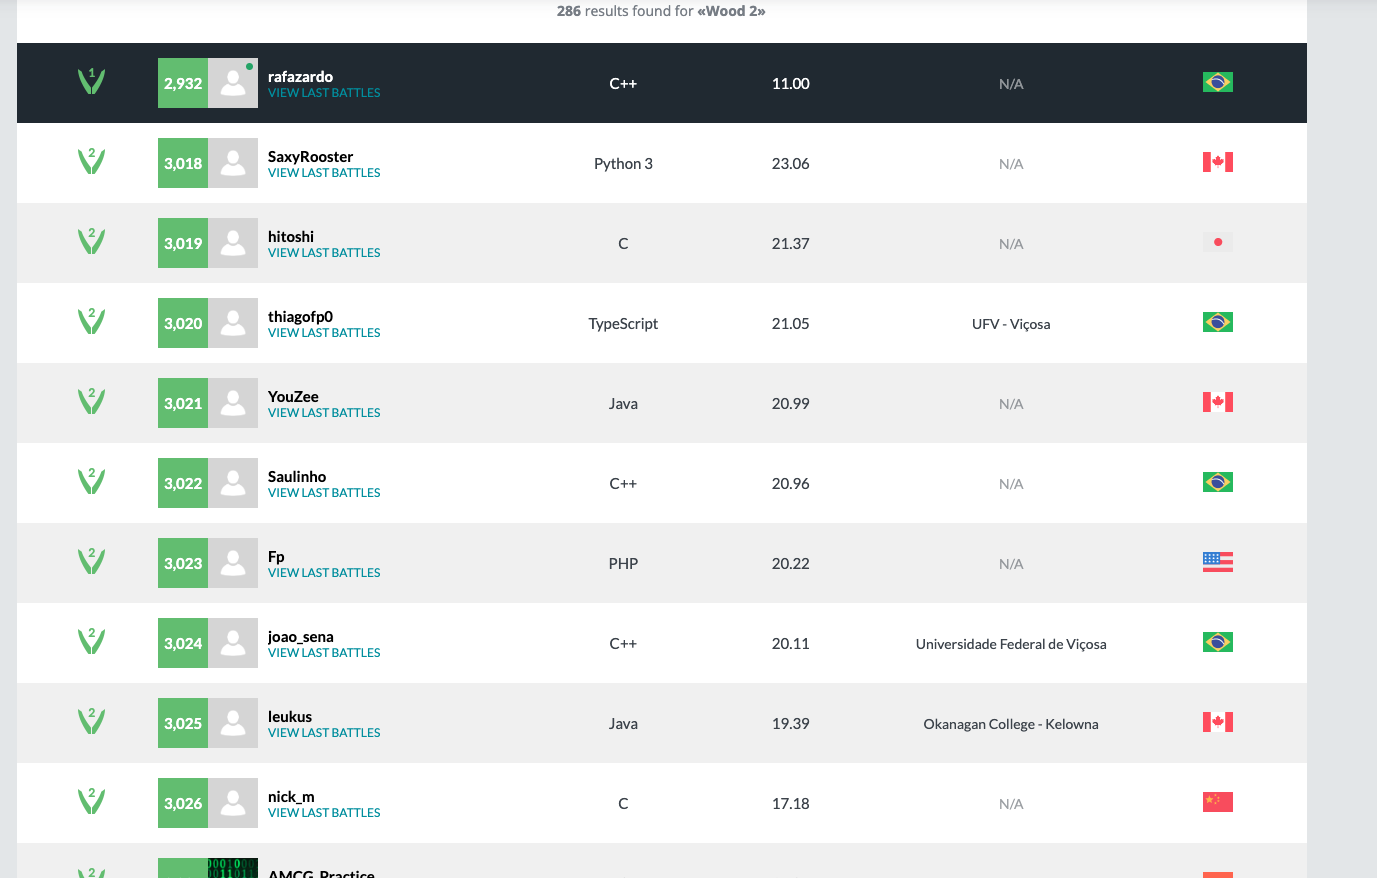 286 results found for «Wood 2»
1 2,932 rafazardo C++ 11.00 N/A
VIEW LAST BATTLES
2 3,018 SaxyRooster Python 3 23.06 N/A
VIEW LAST BATTLES
2 3,019 hitoshi C 21.37 N/A
VIEW LAST BATTLES
2 3,020 thiagofp0 TypeScript 21.05 UFV - Viçosa
VIEW LAST BATTLES
2 3,021 YouZee Java 20.99 N/A
VIEW LAST BATTLES
2 3,022 Saulinho C++ 20.96 N/A
VIEW LAST BATTLES
2 3,023 Fp PHP 20.22 N/A
VIEW LAST BATTLES
2 3,024 joao_sena C++ 20.11 Universidade Federal de Viçosa
VIEW LAST BATTLES
2 3,025 leukus Java 19.39 Okanagan College - Kelowna
VIEW LAST BATTLES
2 3,026 nick_m C 17.18 N/A
VIEW LAST BATTLES
2 AMCG_Practice